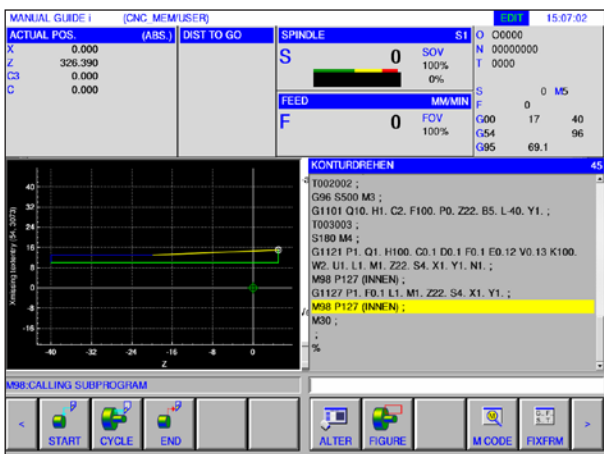 MANUAL GUIDE i (CNC_MEM/USER) EDIT 15:07:02
ACTUAL POS. (ABS.) DIST TO GO SPINDLE S1 O O0000
X 0.000 N 00000000
Z 326.390 S 0 SOV T 0000
C3 0.000 100%
C 0.000 0% S 0 M5
FEED MM/MIN F 0
F 0 FOV G00 17 40
100% G54 96
G95 69.1
KONTURDREHEN 45
T002002 ;
G96 S500 M3 ;
G1101 Q10. H1. C2. F100. P0. Z22. B5. L-40. Y1. ;
T003003 ;
S180 M4 ;
G1121 P1. Q1. H100. C0.1 D0.1 F0.1 E0.12 V0.13 K100.
W2. U1. L1. M1. Z22. S4. X1. Y1. N1. ;
M98 P127 (INNEN) ;
G1127 P1. F0.1 L1. M1. Z22. S4. X1. Y1. ;
M98 P127 (INNEN) ;
M30 ;
;
%
40
32
24
16
8
0
-8
-16
Xmissing textentry (54, 3073)
-40 -32 -24 -16 -8 0
Z
M98:CALLING SUBPROGRAM
< START CYCLE END ALTER FIGURE M CODE FIXFRM >